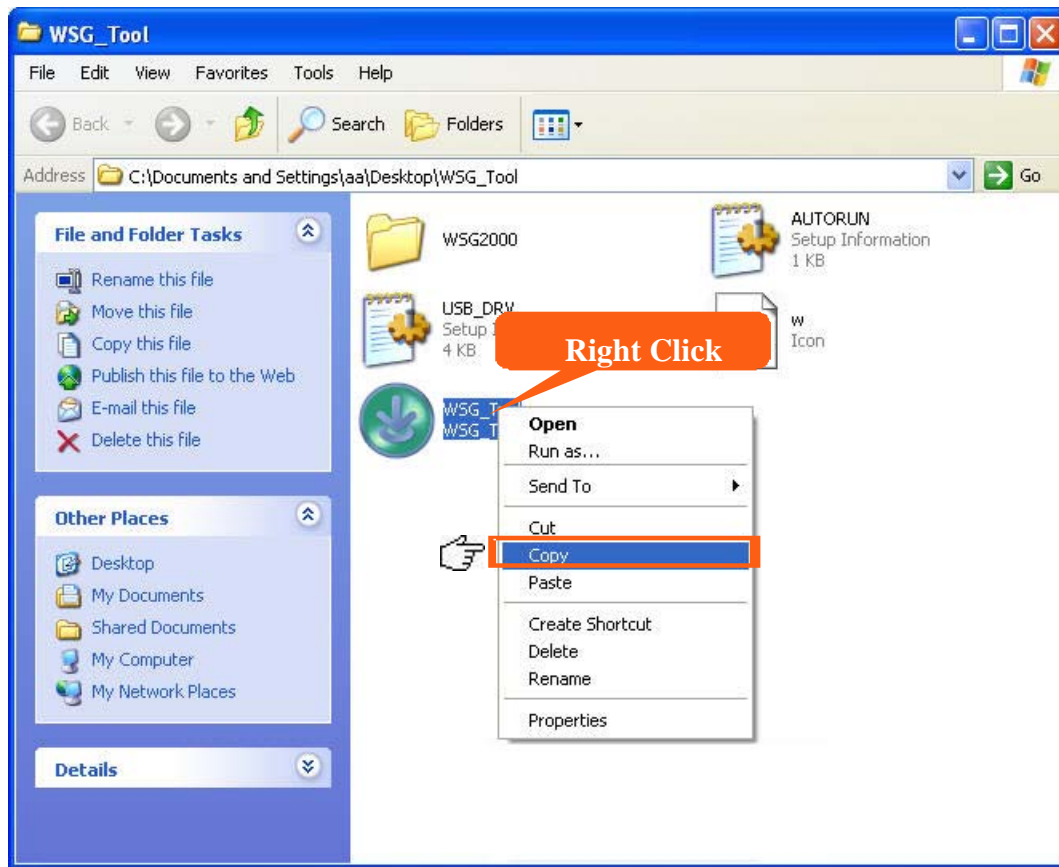 WSG_Tool
File Edit View Favorites Tools Help
Back Search Folders
Address C:\Documents and Settings\aa\Desktop\WSG_Tool Go
File and Folder Tasks
Rename this file
Move this file
Copy this file
Publish this file to the Web
E-mail this file
Delete this file
Other Places
Desktop
My Documents
Shared Documents
My Computer
My Network Places
Details
WSG2000
AUTORUN
Setup Information
1 KB
USB_DRV
Setup
4 KB
w
Icon
Right Click
WSG_T
WSG_T
Open
Run as...
Send To
Cut
Copy
Paste
Create Shortcut
Delete
Rename
Properties